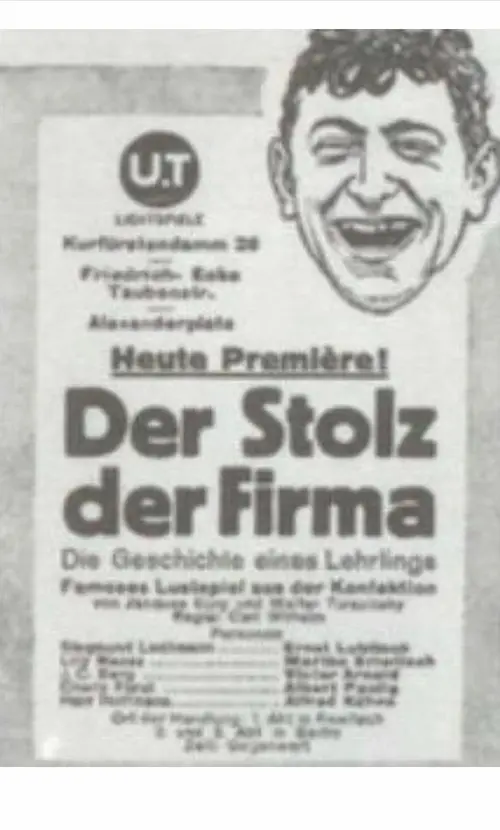 U.T
LICHTSPIELE
Kurfürstendamm 26
Friedrich- Ecke
Taubenstr.
Alexanderplatz
Heute Première!
Der Stolz
der Firma
Die Geschichte eines Lehrlings
Famoses Lustspiel aus der Konfektion
von Jacques Burg und Walter Turszinsky
Regie: Carl Wilhelm
Personen
Siegmund Lachmann Ernst Lubitsch
Martha Kriwitsch
J. C. Berg Victor Arnold
Albert Paulig
Hoffmann Alfred Kühne
Ort der Handlung: 1. Akt in
2. und 3. Akt in Berlin
Zeit: Gegenwart